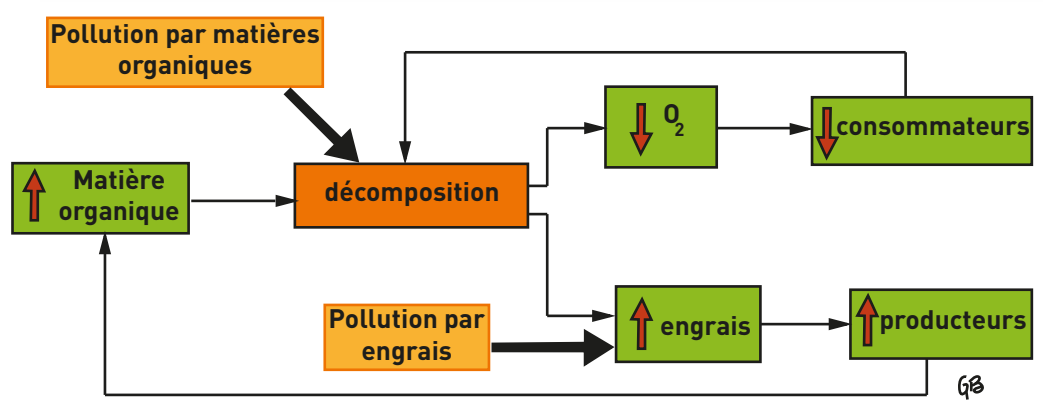 Pollution par matières
organiques
O2
consommateurs
Matière
organique
décomposition
Pollution par
engrais
engrais
producteurs
GB